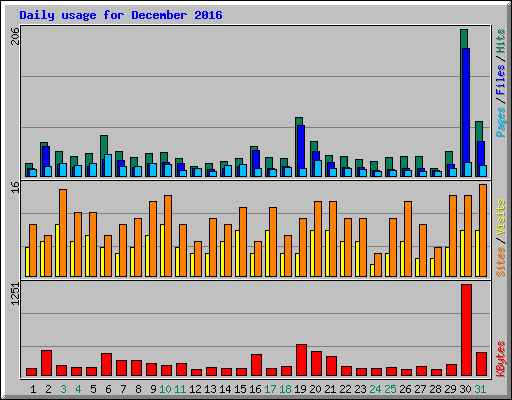 Daily usage for December 2016
206
Pages / Files / Hits
16
Sites / Visits
1251
KBytes
1 2 3 4 5 6 7 8 9 10 11 12 13 14 15 16 17 18 19 20 21 22 23 24 25 26 27 28 29 30 31